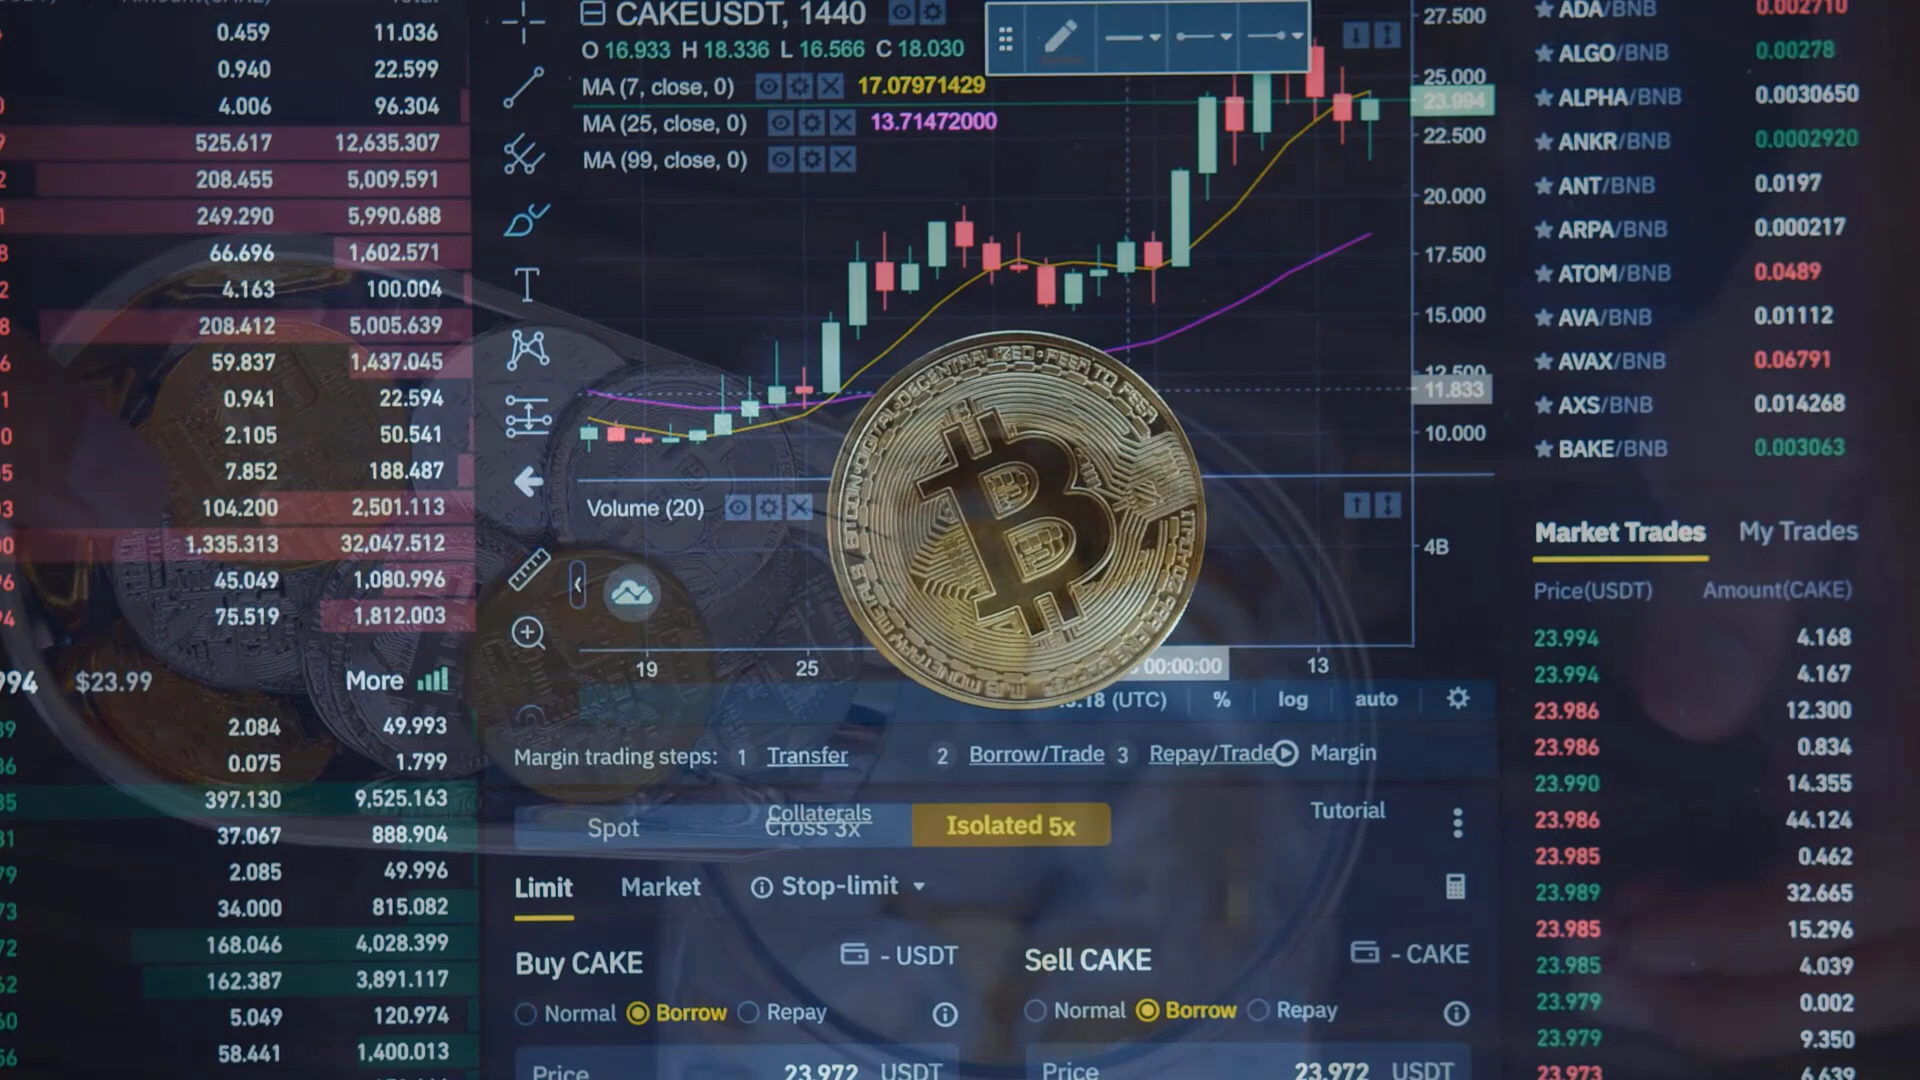 0.459 11.036
0.940 22.599
4.006 96.304
525.617 12,635.307
208.455 5,009.591
249.290 5,990.688
66.696 1,602.571
4.163 100.004
208.412 5,005.639
59.837 1,437.045
0.941 22.594
2.105 50.541
7.852 188.487
104.200 2,501.113
1,335.313 32,047.512
45.049 1,080.996
75.519 1,812.003
$23.99 More
2.084 49.993
0.075 1.799
397.130 9,525.163
37.067 888.904
2.085 49.996
34.000 815.082
168.046 4,028.399
162.387 3,891.117
5.049 120.974
58.441 1,400.013
CAKEUSDT, 1440
O 16.933 H 18.336 L 16.566 C 18.030
MA (7, close, 0) 17.07971429
MA (25, close, 0) 13.71472000
MA (99, close, 0)
27.500
25.000
23.994
22.500
20.000
17.500
15.000
12.500
11.833
10.000
Volume (20)
4B
19 25 00:00:00 13
(UTC) % log auto
Margin trading steps: 1 Transfer 2 Borrow/Trade 3 Repay/Trade Margin
Collaterals Tutorial
Spot Cross 3x Isolated 5x
Limit Market Stop-limit
Buy CAKE - USDT
Normal Borrow Repay
Price 23.972 USDT
Sell CAKE - CAKE
Normal Borrow Repay
Price 23.972 USDT
DIGITAL DECENTRALIZED PEER TO PEER
BITCOIN
ADA/BNB 0.002710
ALGO/BNB 0.00278
ALPHA/BNB 0.0030650
ANKR/BNB 0.0002920
ANT/BNB 0.0197
ARPA/BNB 0.000217
ATOM/BNB 0.0489
AVA/BNB 0.01112
AVAX/BNB 0.06791
AXS/BNB 0.014268
BAKE/BNB 0.003063
Market Trades My Trades
Price(USDT) Amount(CAKE)
23.994 4.168
23.994 4.167
23.986 12.300
23.986 0.834
23.990 14.355
23.986 44.124
23.985 0.462
23.989 32.665
23.985 15.296
23.985 4.039
23.979 0.002
23.979 9.350
23.973 6.639